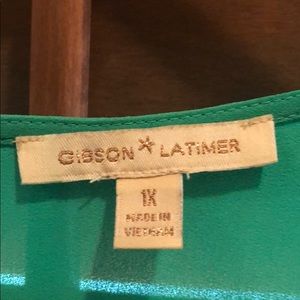 GiBSON * LATiMER
1X
MADE IN
VIETNAM